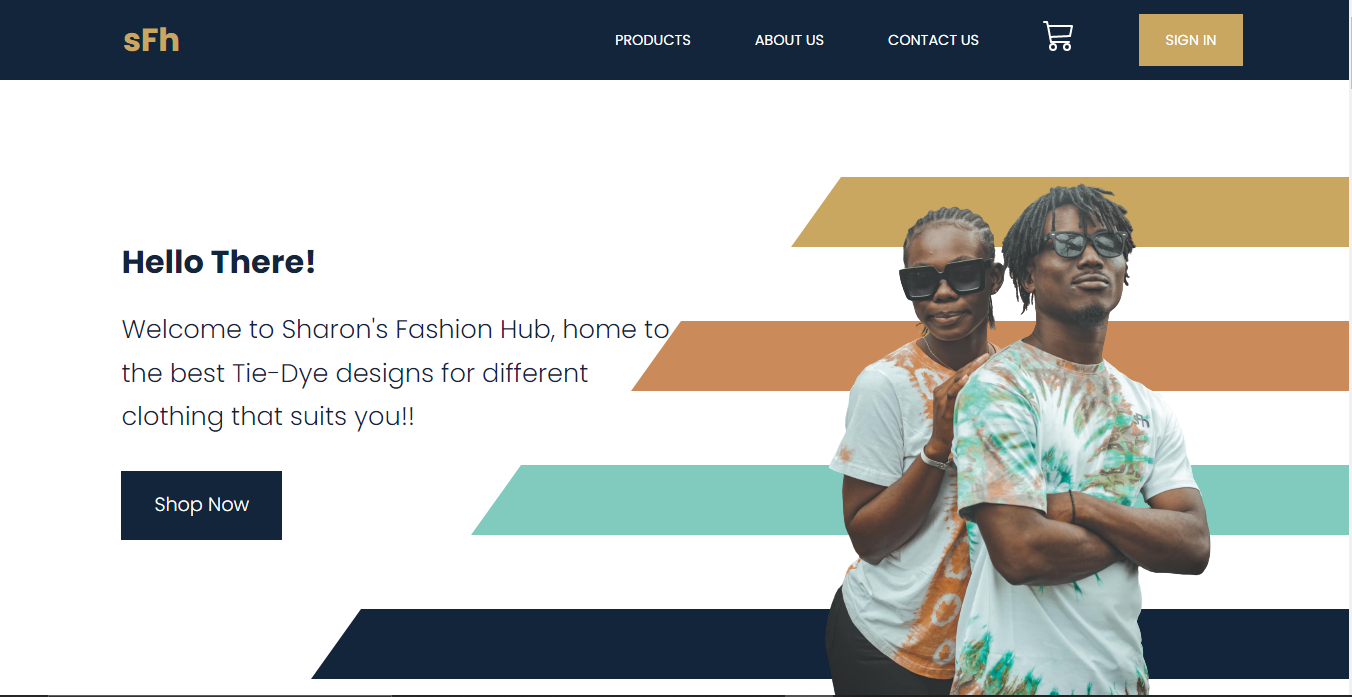 sFh
PRODUCTS
ABOUT US
CONTACT US
SIGN IN
Hello There!
Welcome to Sharon's Fashion Hub, home to
the best Tie-Dye designs for different
clothing that suits you!!
Shop Now
sFh